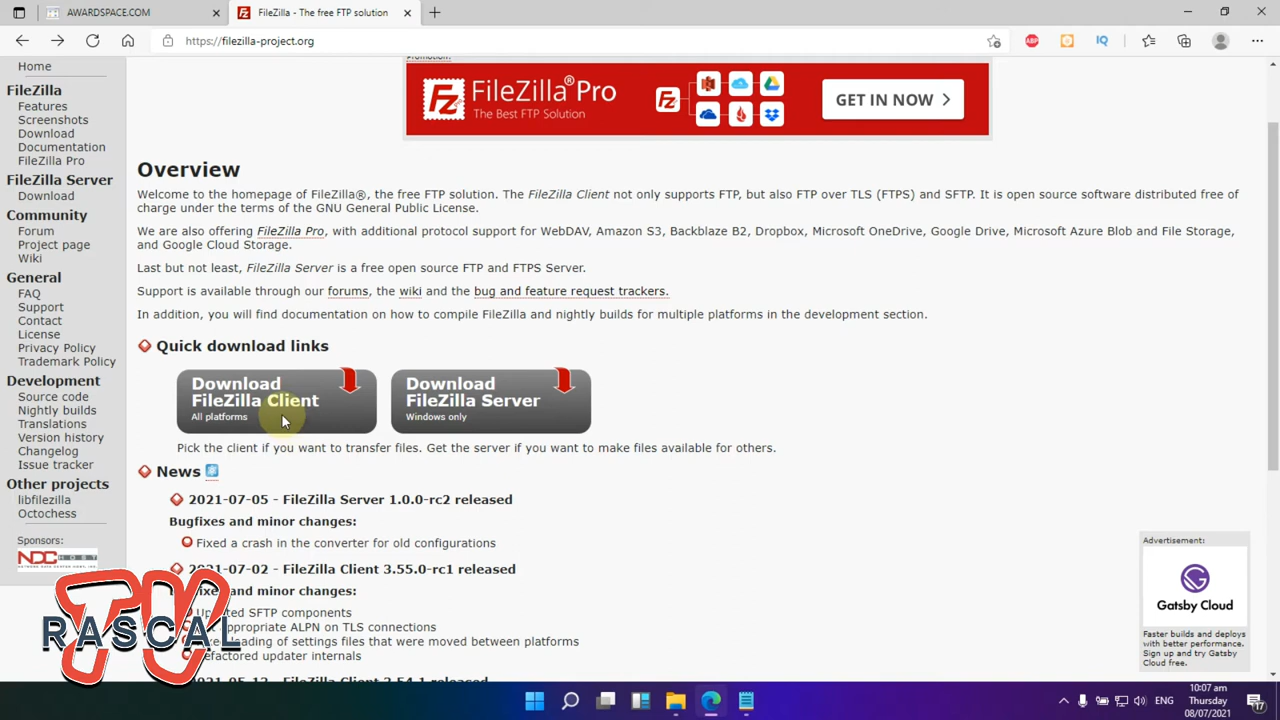 AWARDSPACE.COM
FileZilla - The free FTP solution
https://filezilla-project.org
ABP
IQ
Home
FileZilla
Features
Screenshots
Download
Documentation
FileZilla Pro
FileZilla Server
Download
Community
Forum
Project page
Wiki
General
FAQ
Support
Contact
License
Privacy Policy
Trademark Policy
Development
Source code
Nightly builds
Translations
Version history
Changelog
Issue tracker
Other projects
libfilezilla
Octochess
Sponsors:
Promotion:
FileZilla® Pro
The Best FTP Solution
GET IN NOW
Overview
Welcome to the homepage of FileZilla®, the free FTP solution. The FileZilla Client not only supports FTP, but also FTP over TLS (FTPS) and SFTP. It is open source software distributed free of
charge under the terms of the GNU General Public License.
We are also offering FileZilla Pro, with additional protocol support for WebDAV, Amazon S3, Backblaze B2, Dropbox, Microsoft OneDrive, Google Drive, Microsoft Azure Blob and File Storage,
and Google Cloud Storage.
Last but not least, FileZilla Server is a free open source FTP and FTPS Server.
Support is available through our forums, the wiki and the bug and feature request trackers.
In addition, you will find documentation on how to compile FileZilla and nightly builds for multiple platforms in the development section.
Quick download links
Download
FileZilla Client
All platforms
Download
FileZilla Server
Windows only
Pick the client if you want to transfer files. Get the server if you want to make files available for others.
News
2021-07-05 - FileZilla Server 1.0.0-rc2 released
Bugfixes and minor changes:
Fixed a crash in the converter for old configurations
2021-07-02 - FileZilla Client 3.55.0-rc1 released
and minor changes:
SFTP components
appropriate ALPN on TLS connections
loading of settings files that were moved between platforms
updater internals
FileZilla Client 3.54.1 released
Advertisement:
Gatsby Cloud
Faster builds and deploys
with better performance.
Sign up and try Gatsby
Cloud free.
TV
RASCAL
ENG
10:07 am
Thursday
08/07/2021
17